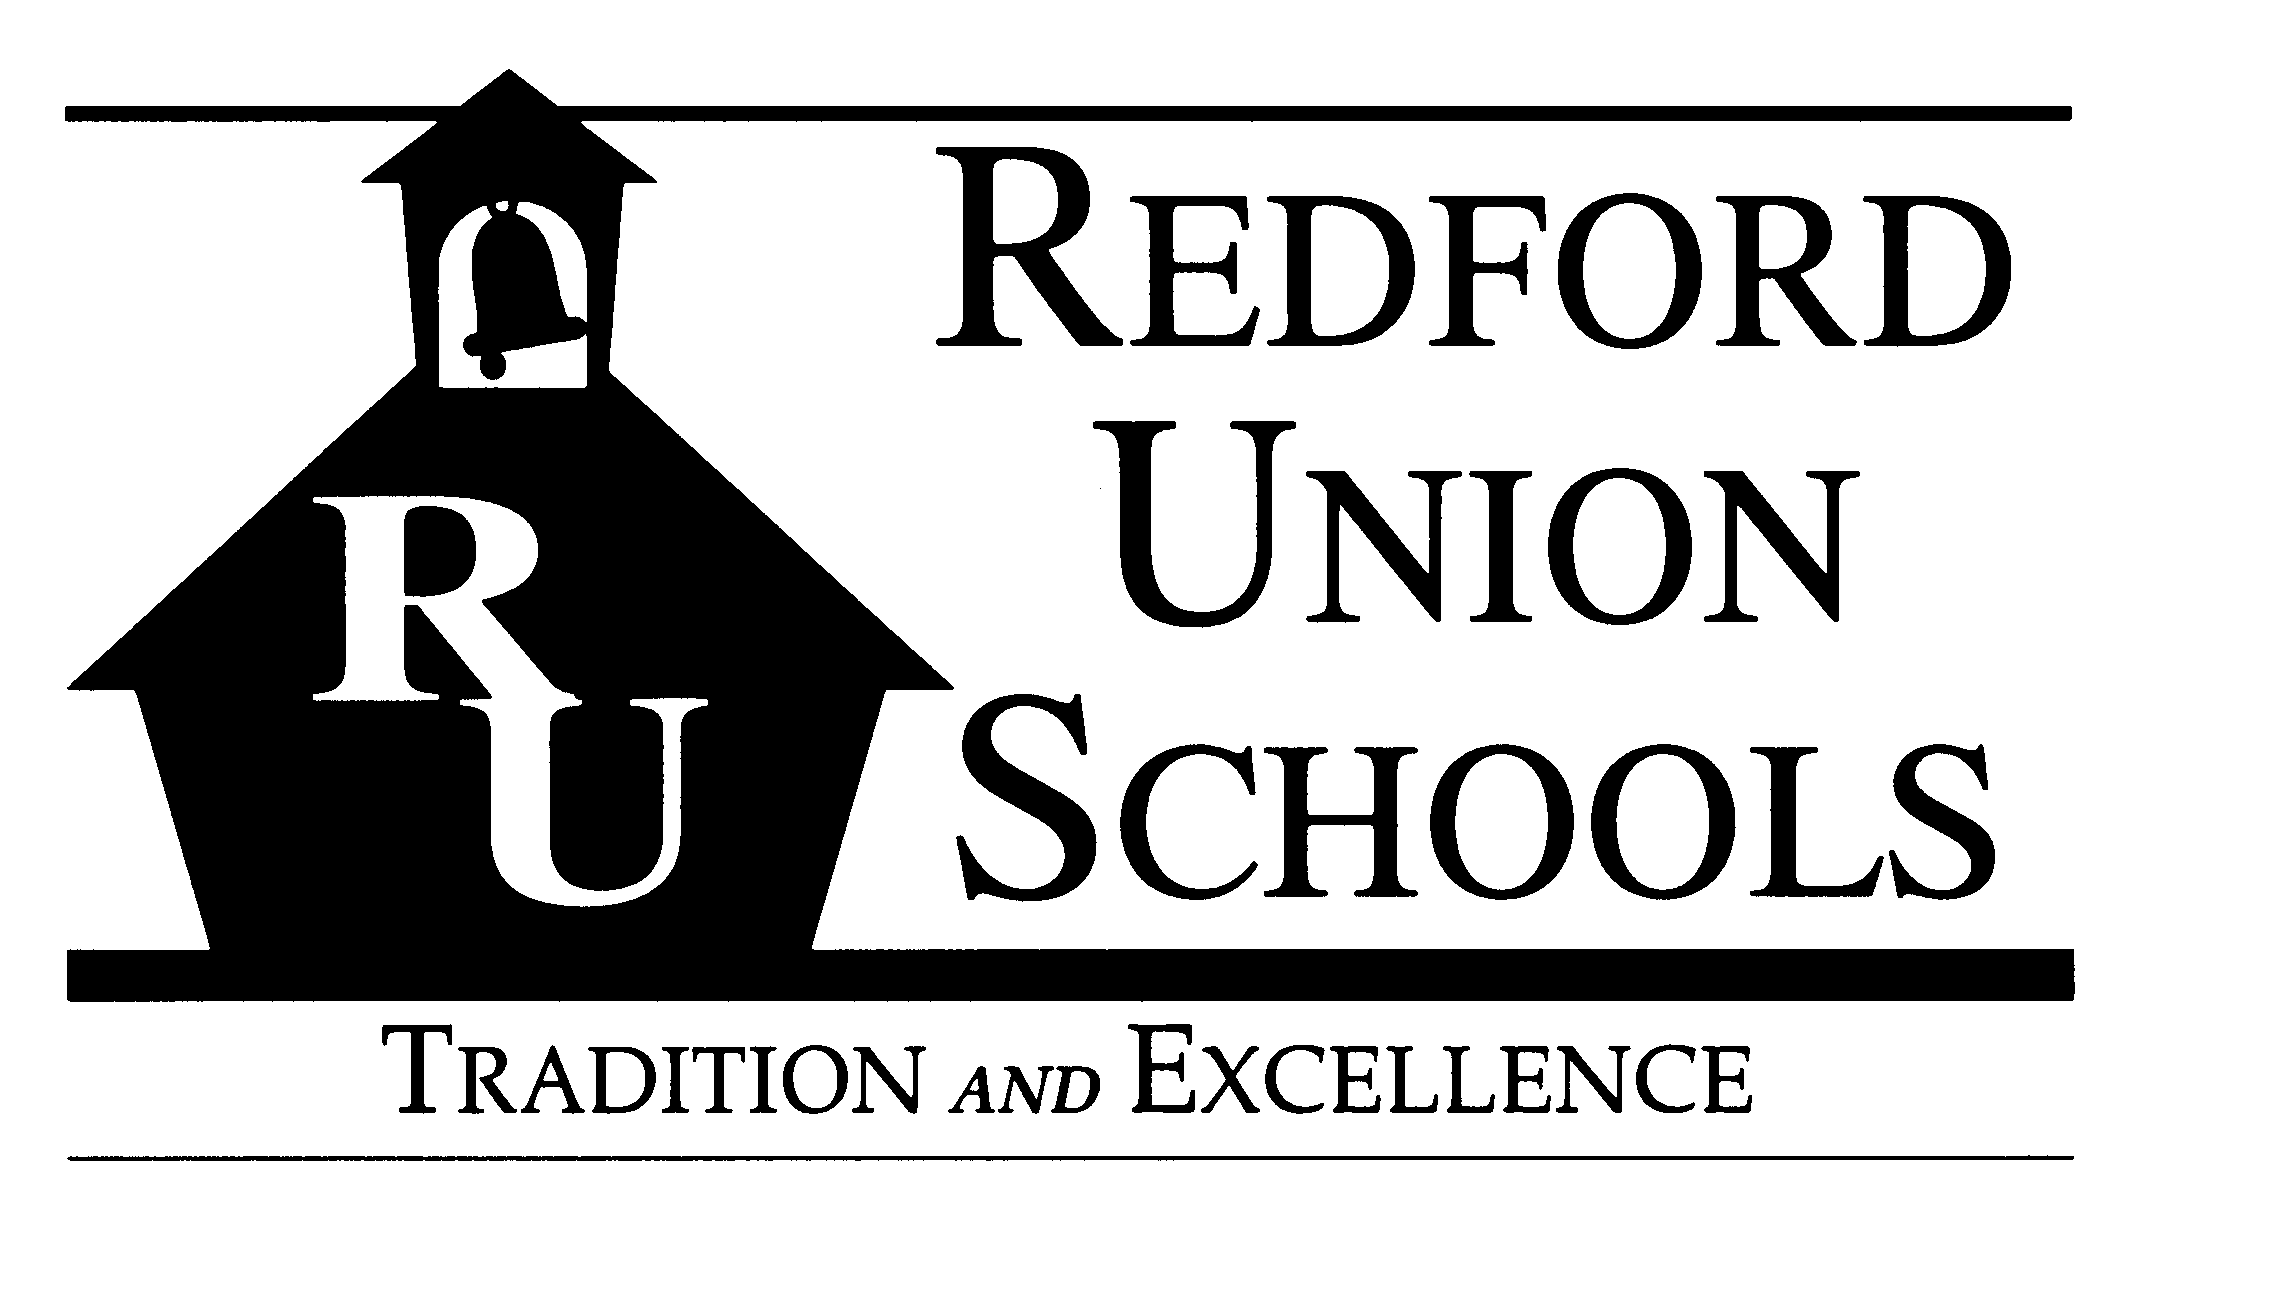 REDFORD
UNION
SCHOOLS
RU
TRADITION AND EXCELLENCE